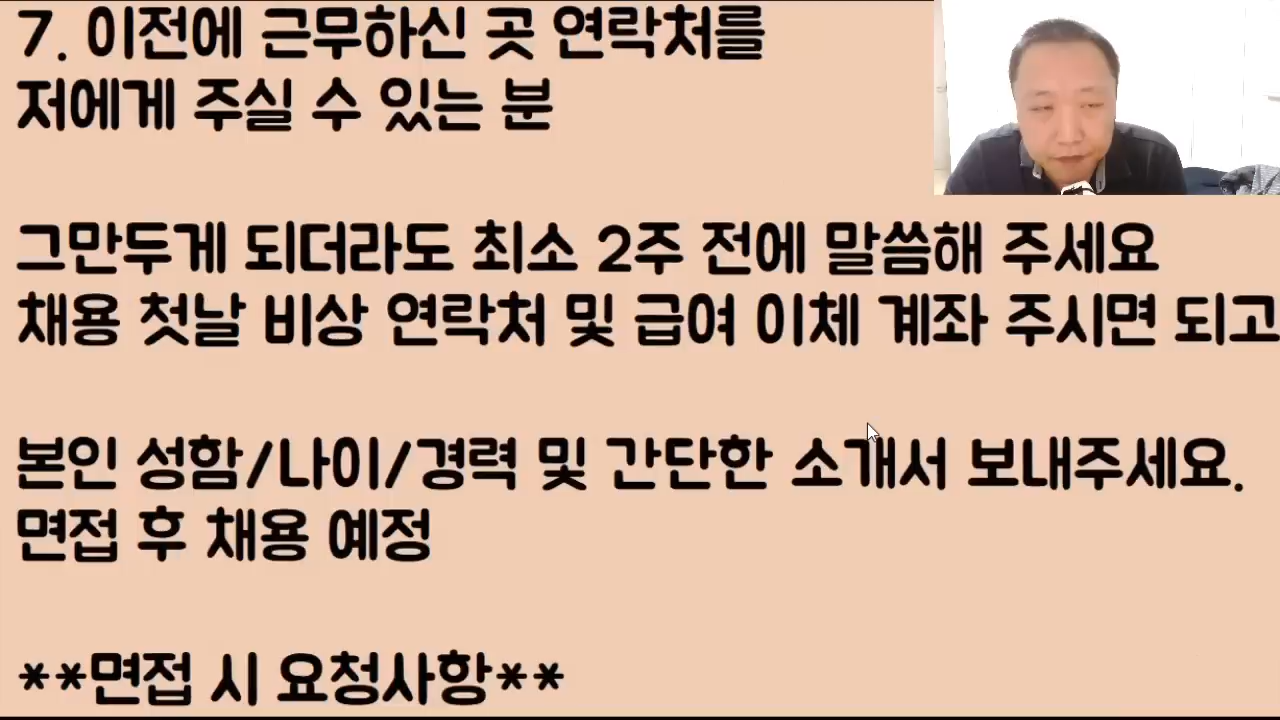 7. 이전에 근무하신 곳 연락처를
저에게 주실 수 있는 분
그만두게 되더라도 최소 2주 전에 말씀해 주세요
채용 첫날 비상 연락처 및 급여 이체 계좌 주시면 되고
본인 성함/나이/경력 및 간단한 소개서 보내주세요.
면접 후 채용 예정
**면접 시 요청사항**